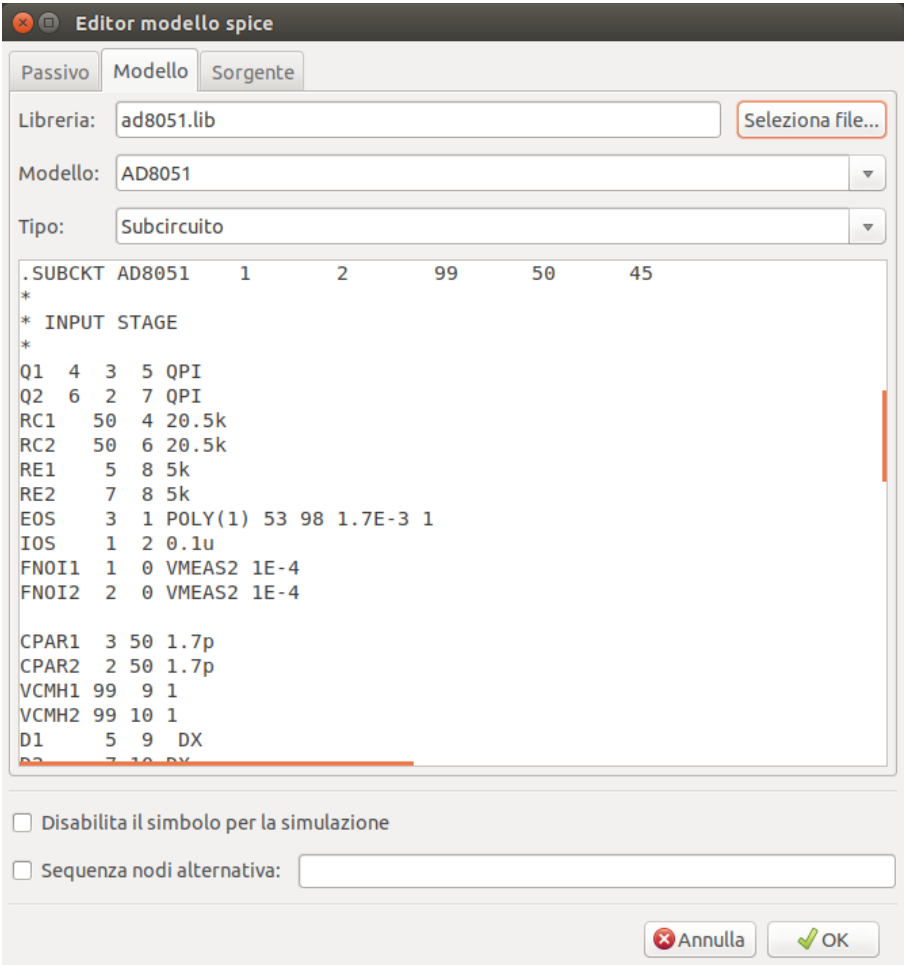 Editor modello spice
Passivo Modello Sorgente
Libreria: ad8051.lib Seleziona file...
Modello: AD8051
Tipo: Subcircuito
.SUBCKT AD8051 1 2 99 50 45
*
* INPUT STAGE
*
Q1 4 3 5 QPI
Q2 6 2 7 QPI
RC1 50 4 20.5k
RC2 50 6 20.5k
RE1 5 8 5k
RE2 7 8 5k
EOS 3 1 POLY(1) 53 98 1.7E-3 1
IOS 1 2 0.1u
FNOI1 1 0 VMEAS2 1E-4
FNOI2 2 0 VMEAS2 1E-4
CPAR1 3 50 1.7p
CPAR2 2 50 1.7p
VCMH1 99 9 1
VCMH2 99 10 1
D1 5 9 DX
D2 7 10 DX
Disabilita il simbolo per la simulazione
Sequenza nodi alternativa:
Annulla OK